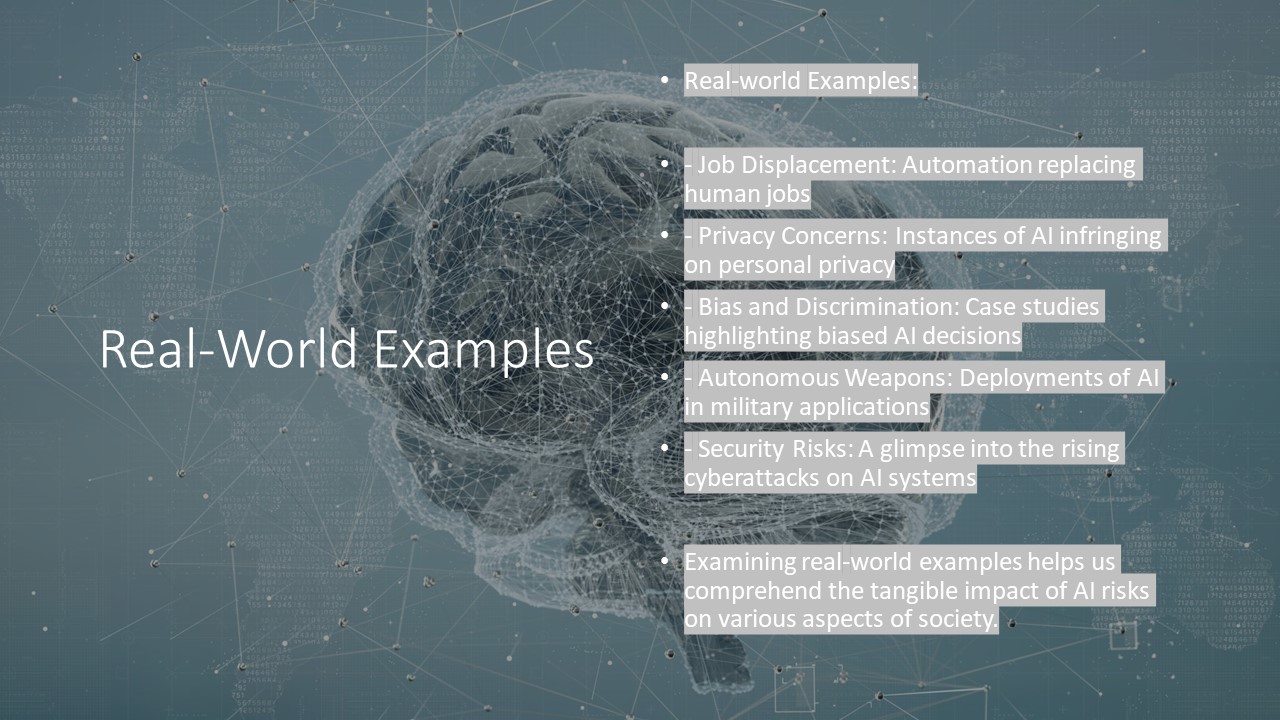 Real-World Examples
• Real-world Examples:
• - Job Displacement: Automation replacing
human jobs
• - Privacy Concerns: Instances of AI infringing
on personal privacy
• - Bias and Discrimination: Case studies
highlighting biased AI decisions
• - Autonomous Weapons: Deployments of AI
in military applications
• - Security Risks: A glimpse into the rising
cyberattacks on AI systems
• Examining real-world examples helps us
comprehend the tangible impact of AI risks
on various aspects of society.